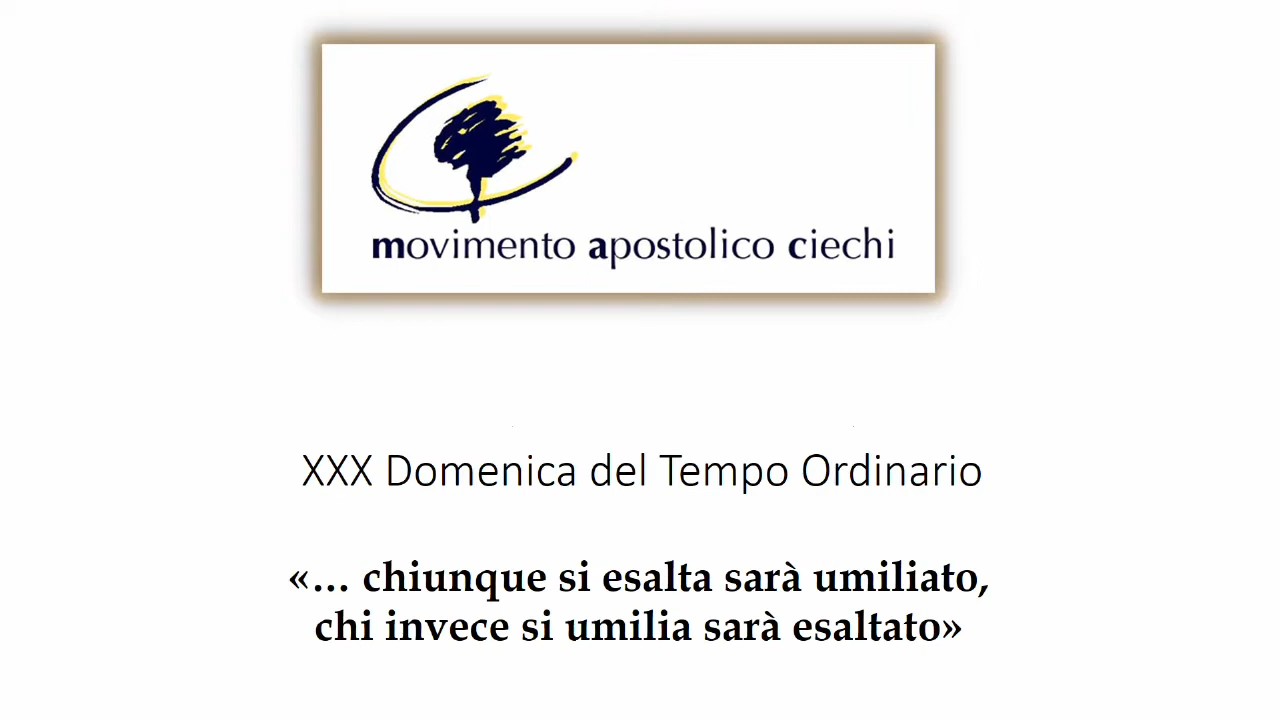 movimento apostolico ciechi
XXX Domenica del Tempo Ordinario
«… chiunque si esalta sarà umiliato,
chi invece si umilia sarà esaltato»